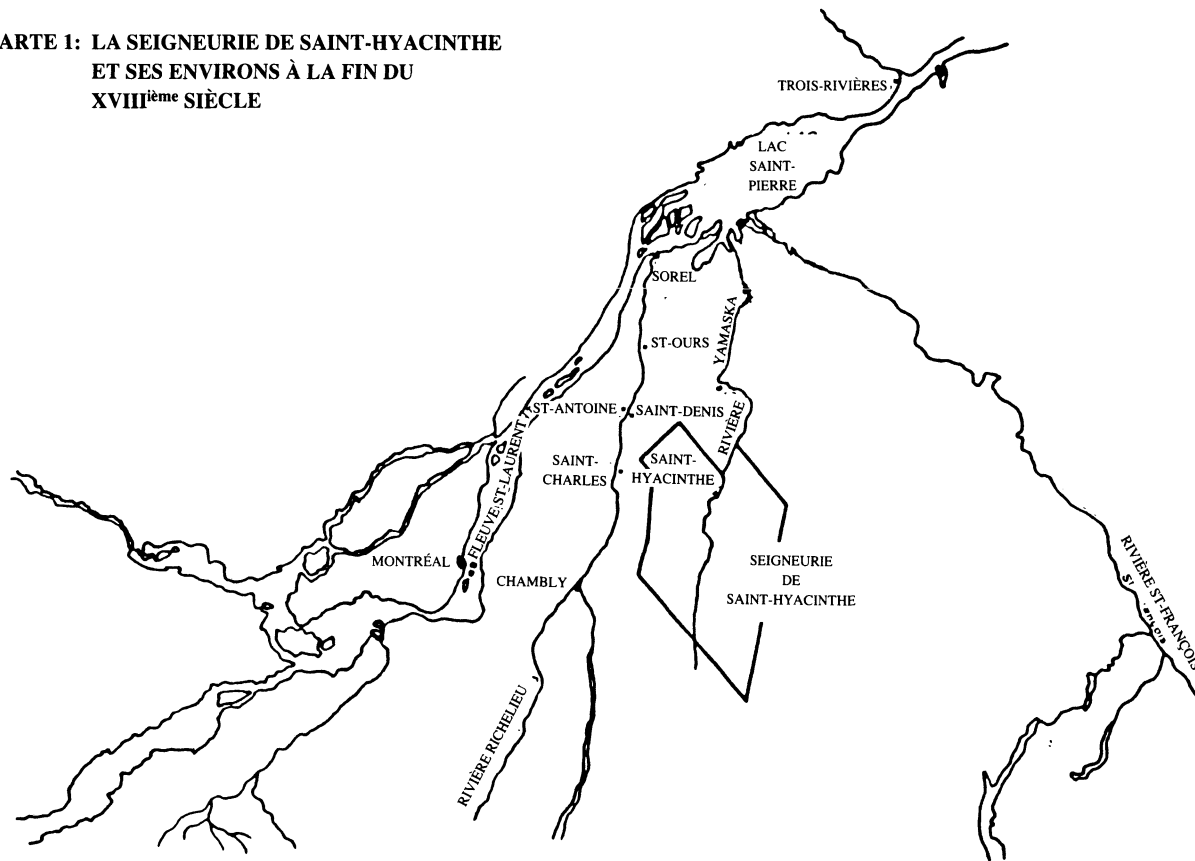 ARTE 1: LA SEIGNEURIE DE SAINT-HYACINTHE
ET SES ENVIRONS À LA FIN DU
XVIIIième SIÈCLE
TROIS-RIVIÈRES
LAC
SAINT-
PIERRE
SOREL
YAMASKA
RIVIÈRE
ST-OURS
ST-ANTOINE
SAINT-DENIS
FLEUVE ST-LAURENT
SAINT-
CHARLES
SAINT-
HYACINTHE
MONTRÉAL
CHAMBLY
SEIGNEURIE
DE
SAINT-HYACINTHE
RIVIÈRE ST-FRANÇOIS
RIVIÈRE RICHELIEU